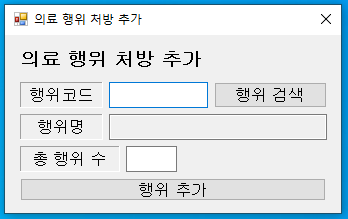 의료 행위 처방 추가
의료 행위 처방 추가
행위코드 행위 검색
행위명
총 행위 수
행위 추가